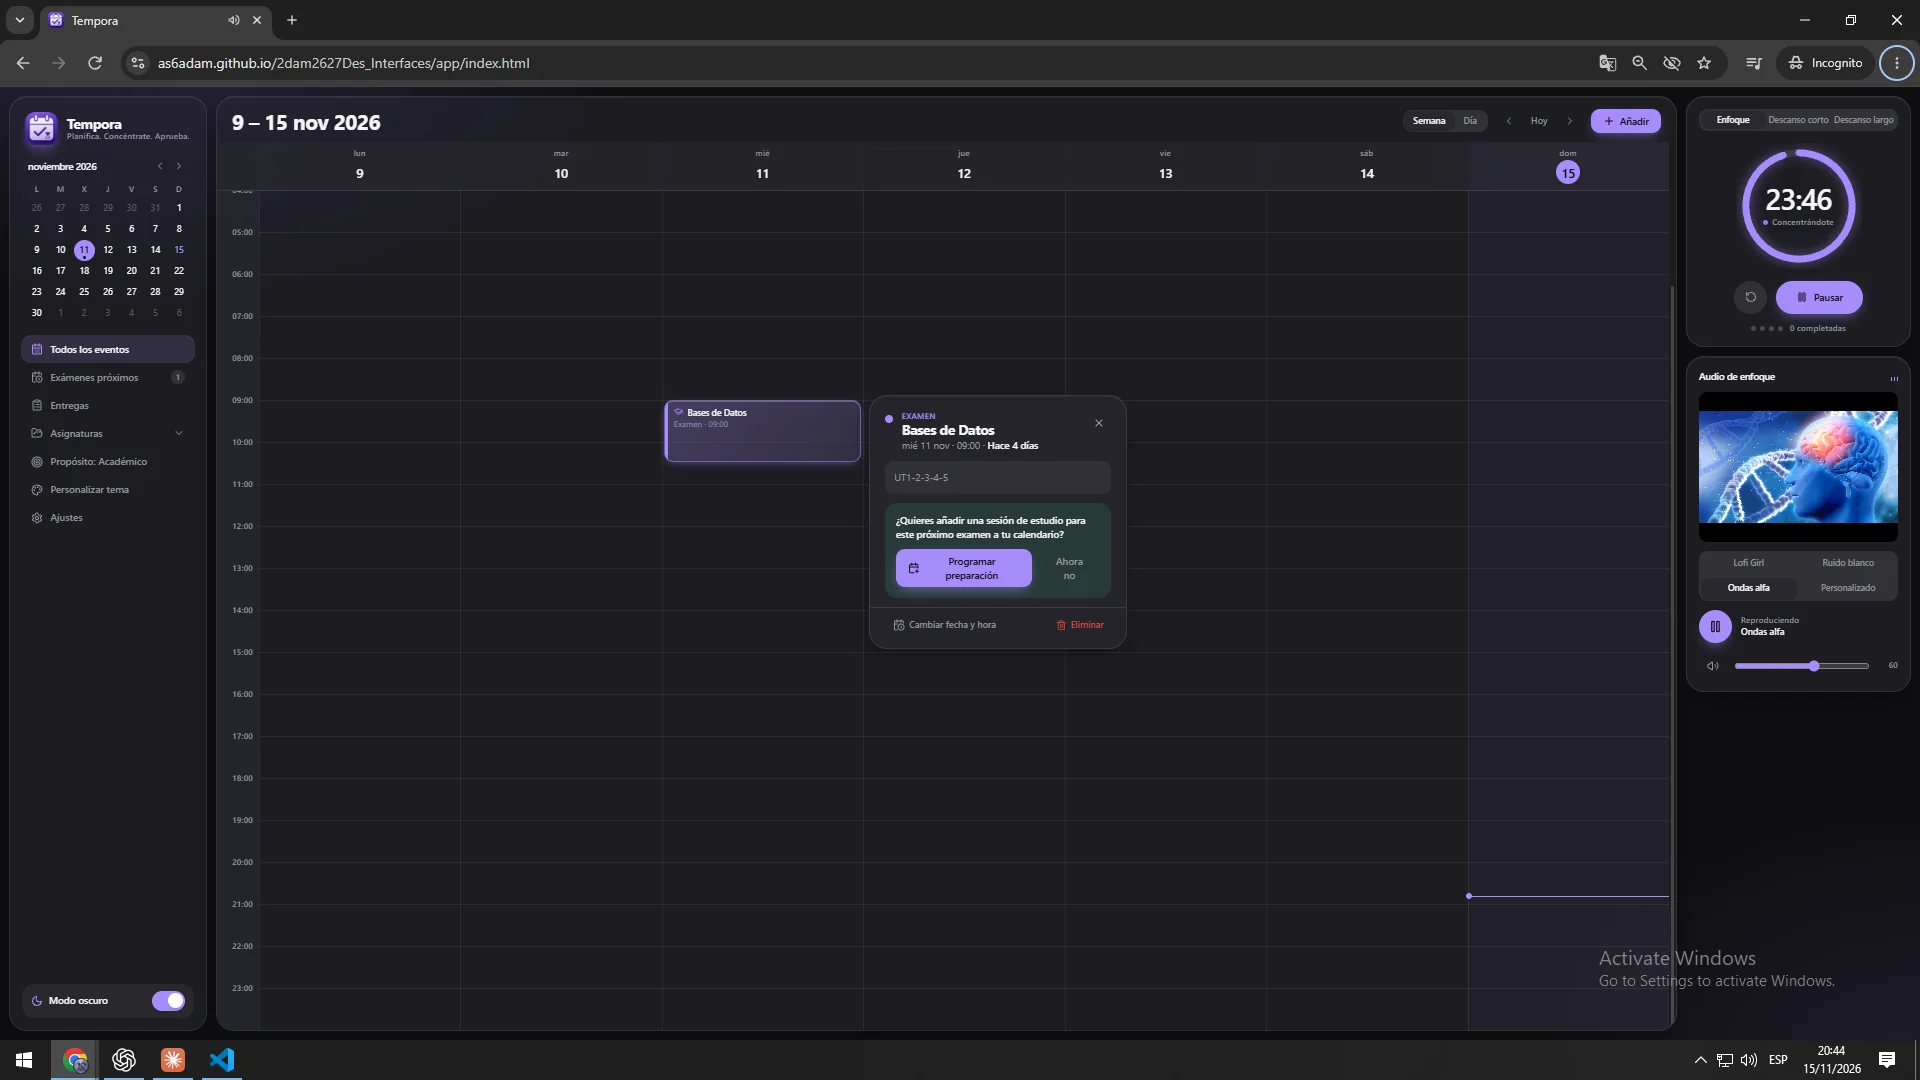 Tempora
as6adam.github.io/2dam2627Des_Interfaces/app/index.html
Incognito
Tempora
Planifica. Concéntrate. Aprueba.
noviembre 2026
L M X J V S D
26 27 28 29 30 31 1
2 3 4 5 6 7 8
9 10 11 12 13 14 15
16 17 18 19 20 21 22
23 24 25 26 27 28 29
30 1 2 3 4 5 6
Todos los eventos
Exámenes próximos 1
Entregas
Asignaturas
Propósito: Académico
Personalizar tema
Ajustes
Modo oscuro
9 – 15 nov 2026
Semana Día Hoy + Añadir
lun mar mié jue vie sáb dom
9 10 11 12 13 14 15
04:00
05:00
06:00
07:00
08:00
09:00
10:00
11:00
12:00
13:00
14:00
15:00
16:00
17:00
18:00
19:00
20:00
21:00
22:00
23:00
Bases de Datos
Examen · 09:00
EXAMEN
Bases de Datos
mié 11 nov · 09:00 · Hace 4 días
UT1-2-3-4-5
¿Quieres añadir una sesión de estudio para
este próximo examen a tu calendario?
Programar
preparación
Ahora
no
Cambiar fecha y hora
Eliminar
Enfoque Descanso corto Descanso largo
23:46
Concentrándote
Pausar
0 completadas
Audio de enfoque
Lofi Girl Ruido blanco
Ondas alfa Personalizado
Reproduciendo
Ondas alfa
60
Activate Windows
Go to Settings to activate Windows.
ESP
20:44
15/11/2026